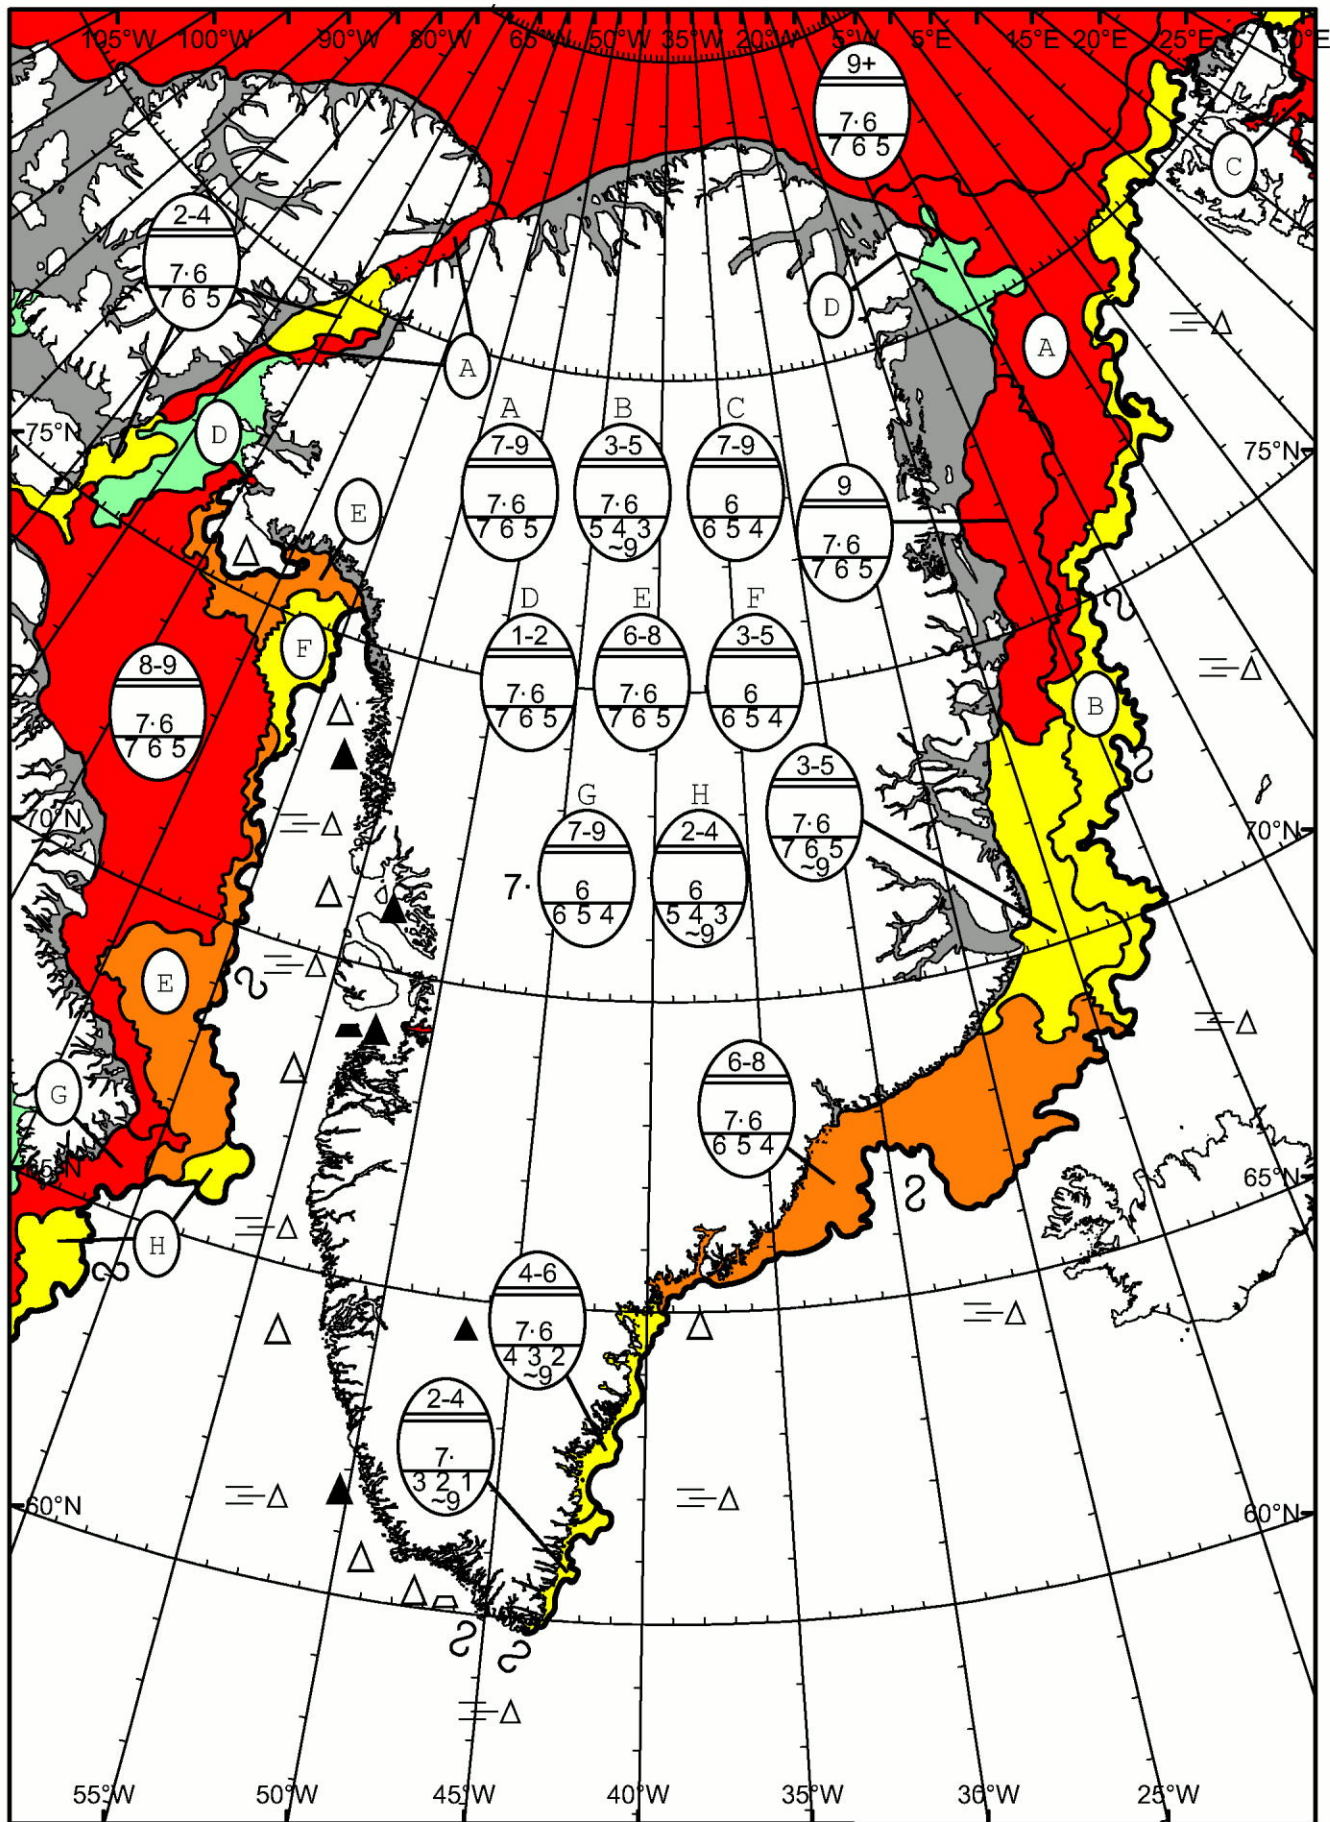 105°W 100°W 90°W 80°W 65°W 50°W 35°W 20°W 5°W 5°E 15°E 20°E 25°E 30°E
9+
7·6
7 6 5
C
2-4
7·6
7 6 5
D
A
A
75°N
D
75°N
A B C
7-9 3-5 7-9
7·6 7·6 6
7 6 5 5 4 3 6 5 4
~9
9
7·6
7 6 5
E
D E F
1-2 6-8 3-5
7·6 7·6 6
7 6 5 7 6 5 6 5 4
F
8-9
7·6
7 6 5
B
3-5
7·6
7 6 5
~9
70°N
70°N
G H
7-9 2-4
7· 6 6
6 5 4 5 4 3
~9
E
6-8
7·6
6 5 4
G
65°N
65°N
H
4-6
7·6
4 3 2
~9
2-4
7·
3 2 1
~9
60°N
60°N
55°W 50°W 45°W 40°W 35°W 30°W 25°W